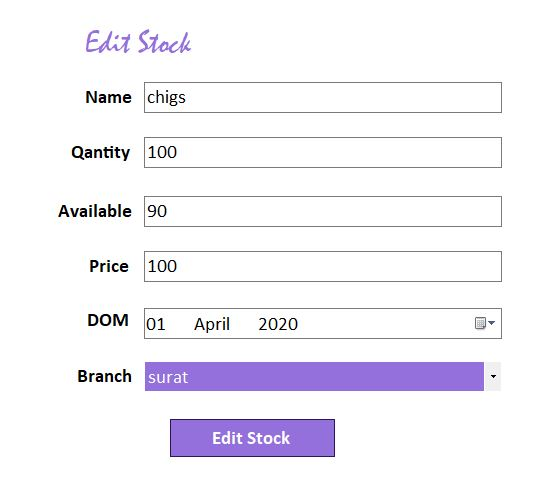 Edit Stock
Name chigs
Qantity 100
Available 90
Price 100
DOM 01 April 2020
Branch surat
Edit Stock